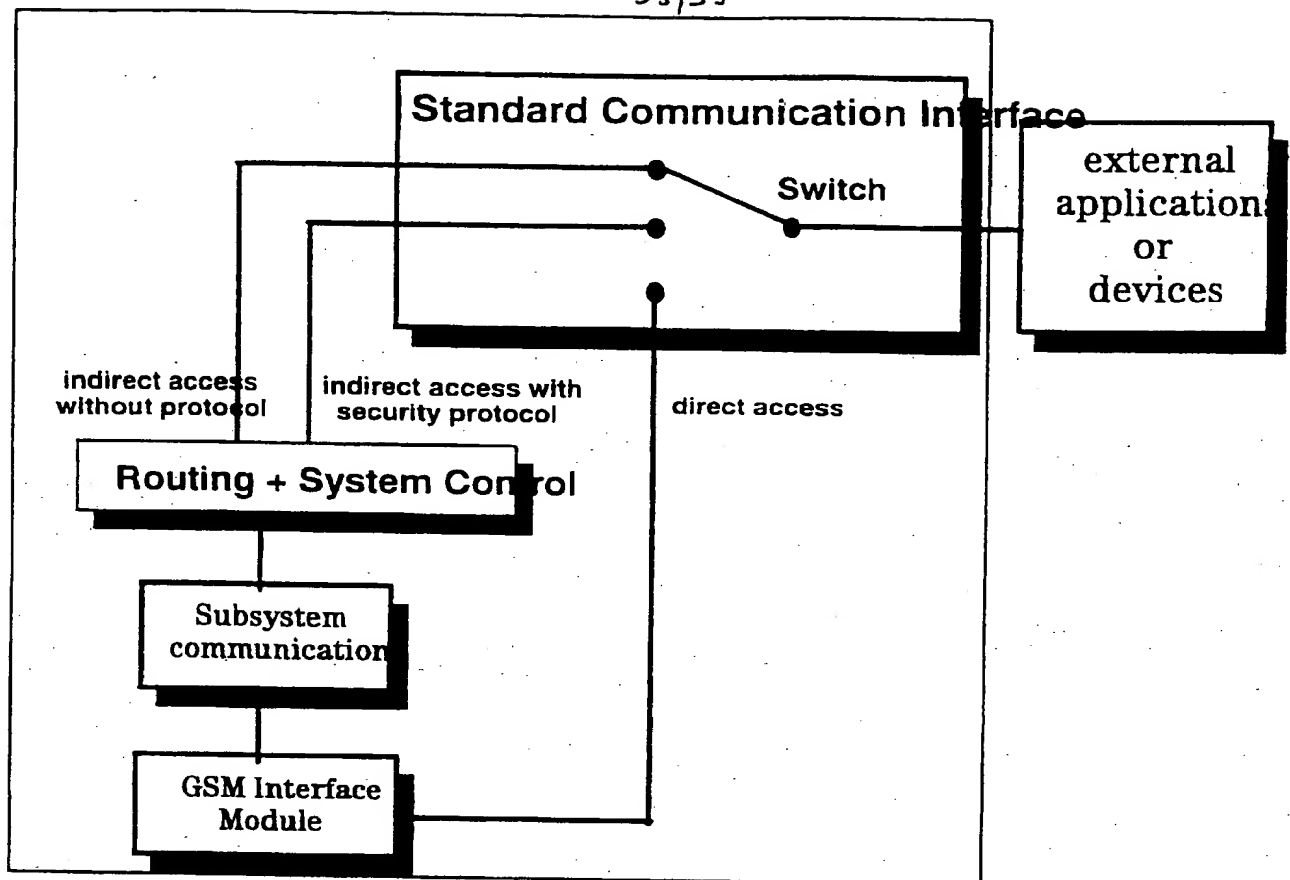 Standard Communication Interface
external
application
or
devices
Switch
indirect access
without protocol
indirect access with
security protocol
direct access
Routing + System Control
Subsystem
communication
GSM Interface
Module